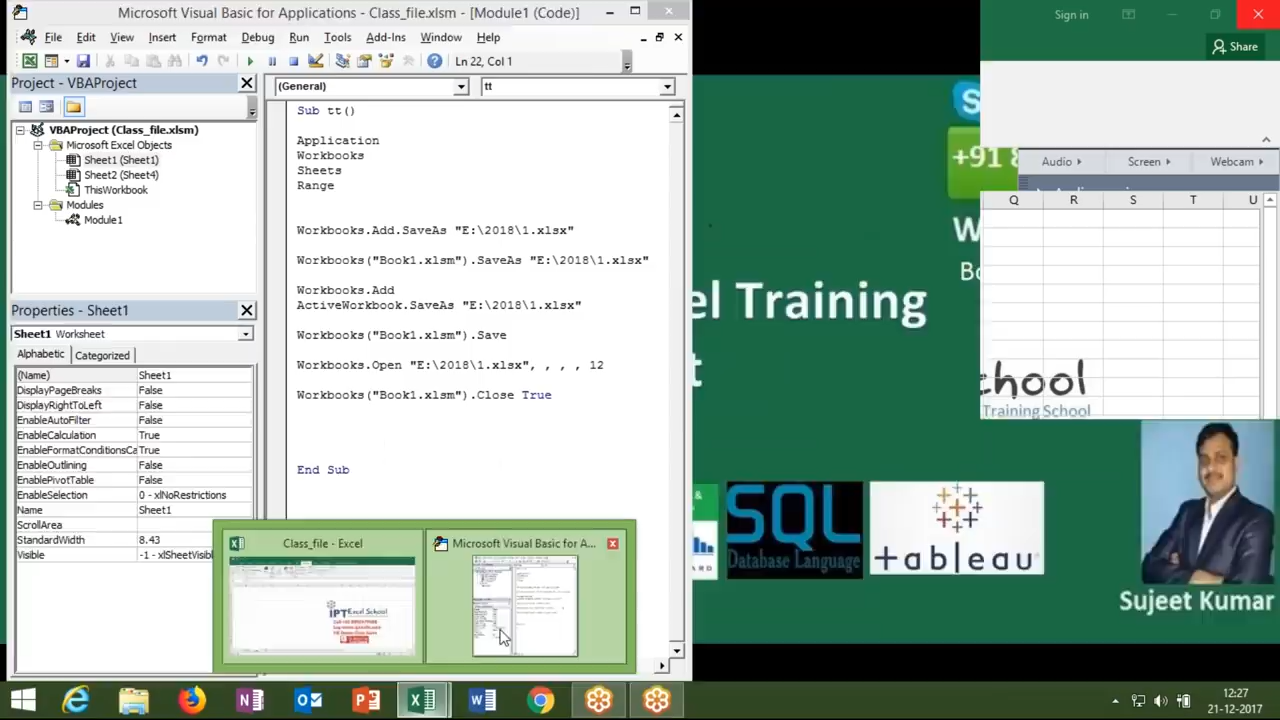 Microsoft Visual Basic for Applications - Class_file.xlsm - [Module1 (Code)]
Sign in
File Edit View Insert Format Debug Run Tools Add-Ins Window Help
Share
Ln 22, Col 1
Project - VBAProject
(General)
tt
VBAProject (Class_file.xlsm)
Microsoft Excel Objects
Sheet1 (Sheet1)
Sheet2 (Sheet4)
ThisWorkbook
Modules
Module1
Sub tt()
Application
Workbooks
Sheets
Range
Workbooks.Add.SaveAs "E:\2018\1.xlsx"
Workbooks("Book1.xlsm").SaveAs "E:\2018\1.xlsx"
Workbooks.Add
ActiveWorkbook.SaveAs "E:\2018\1.xlsx"
Workbooks("Book1.xlsm").Save
Workbooks.Open "E:\2018\1.xlsx", , , , 12
Workbooks("Book1.xlsm").Close True
End Sub
Properties - Sheet1
Sheet1 Worksheet
Alphabetic Categorized
(Name) Sheet1
DisplayPageBreaks False
DisplayRightToLeft False
EnableAutoFilter False
EnableCalculation True
EnableFormatConditionsCa True
EnableOutlining False
EnablePivotTable False
EnableSelection 0 - xlNoRestrictions
Name Sheet1
ScrollArea
StandardWidth 8.43
Visible -1 - xlSheetVisibl
Class_file - Excel
Microsoft Visual Basic for A...
+91 8
Audio Screen Webcam
Q R S T U
W
Bo
el Training
t
chool
Training School
SQL
Database Language
tableau
Sujeet Kumar
12:27
21-12-2017